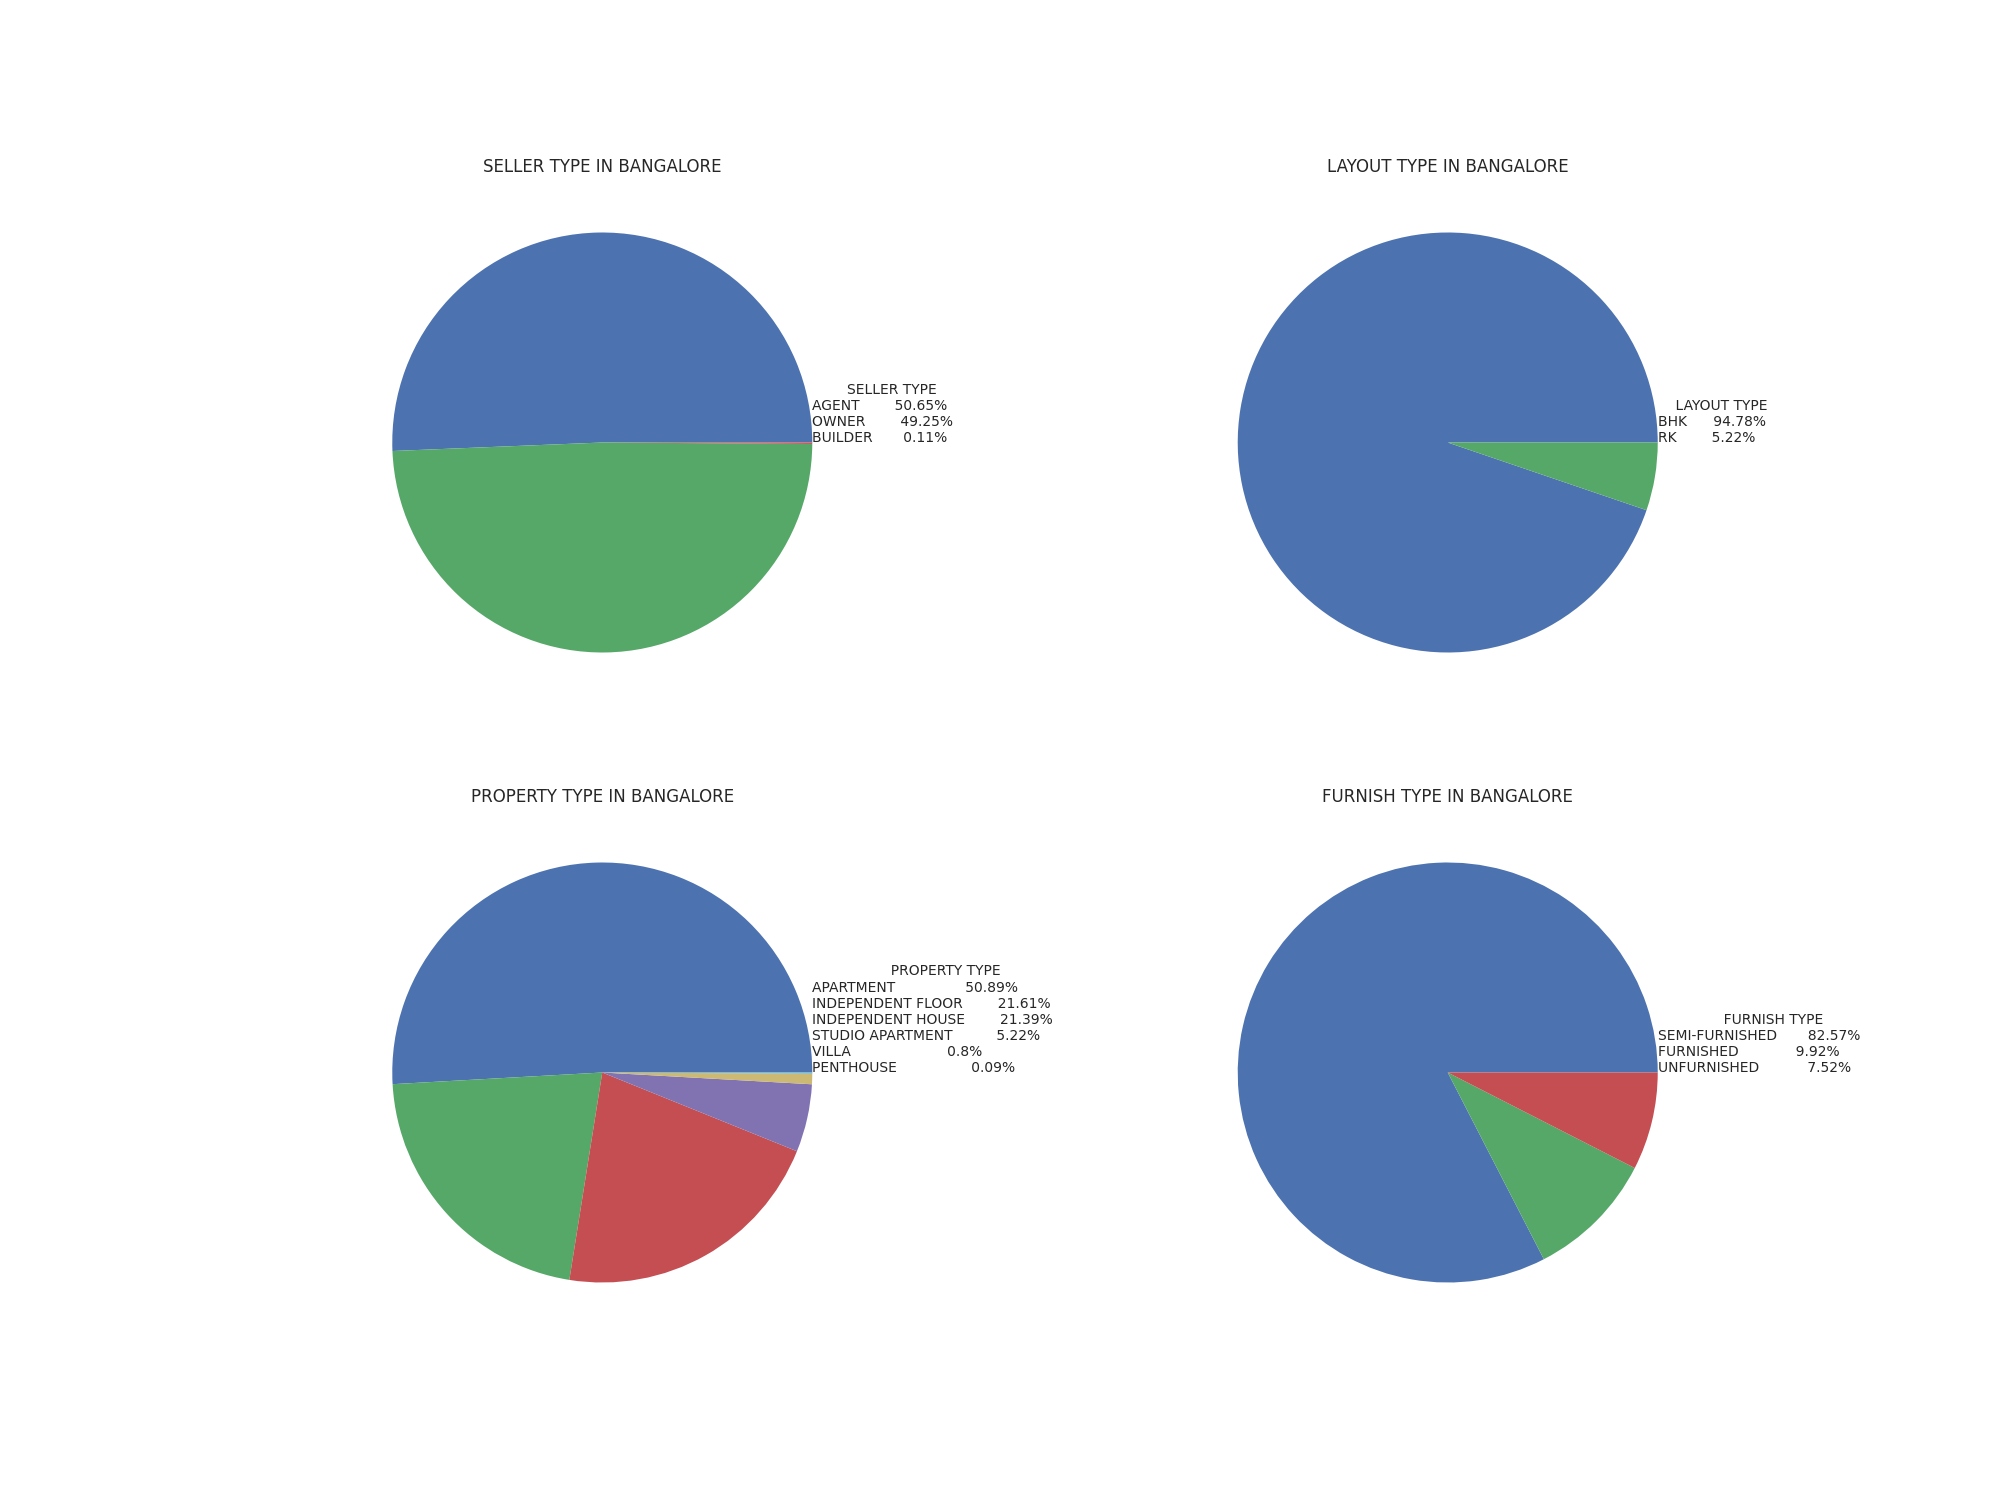 SELLER TYPE IN BANGALORE
SELLER TYPE
AGENT 50.65%
OWNER 49.25%
BUILDER 0.11%
LAYOUT TYPE IN BANGALORE
LAYOUT TYPE
BHK 94.78%
RK 5.22%
PROPERTY TYPE IN BANGALORE
PROPERTY TYPE
APARTMENT 50.89%
INDEPENDENT FLOOR 21.61%
INDEPENDENT HOUSE 21.39%
STUDIO APARTMENT 5.22%
VILLA 0.8%
PENTHOUSE 0.09%
FURNISH TYPE IN BANGALORE
FURNISH TYPE
SEMI-FURNISHED 82.57%
FURNISHED 9.92%
UNFURNISHED 7.52%